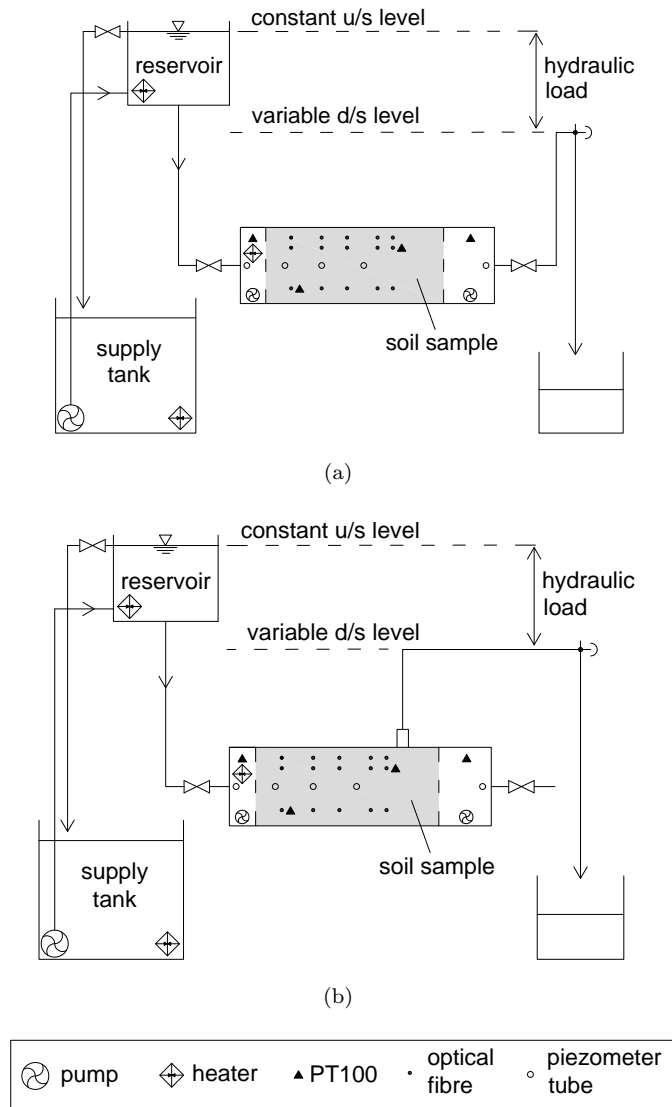 constant u/s level
reservoir
hydraulic
load
variable d/s level
supply
tank
soil sample
(a)
constant u/s level
reservoir
hydraulic
load
variable d/s level
supply
tank
soil sample
(b)
pump
heater
PT100
optical
fibre
piezometer
tube